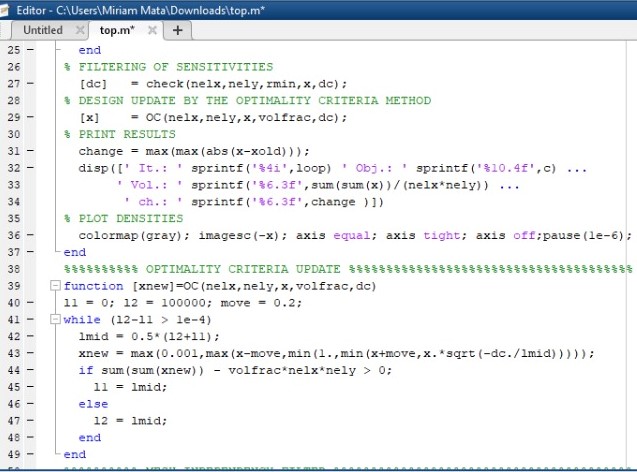 Editor - C:\Users\Miriam Mata\Downloads\top.m*
Untitled × top.m* × +
25 – end
26 % FILTERING OF SENSITIVITIES
27 – [dc] = check(nelx,nely,rmin,x,dc);
28 % DESIGN UPDATE BY THE OPTIMALITY CRITERIA METHOD
29 – [x] = OC(nelx,nely,x,volfrac,dc);
30 % PRINT RESULTS
31 – change = max(max(abs(x-xold)));
32 – disp([' It.: ' sprintf('%4i',loop) ' Obj.: ' sprintf('%10.4f',c) ...
33 ' Vol.: ' sprintf('%6.3f',sum(sum(x))/(nelx*nely)) ...
34 ' ch.: ' sprintf('%6.3f',change )])
35 % PLOT DENSITIES
36 – colormap(gray); imagesc(-x); axis equal; axis tight; axis off;pause(1e-6);
37 – end
38 %%%%%%%%%% OPTIMALITY CRITERIA UPDATE %%%%%%%%%%%%%%%%%%%%%%%%%%%%%%%%%%%%
39 function [xnew]=OC(nelx,nely,x,volfrac,dc)
40 – l1 = 0; l2 = 100000; move = 0.2;
41 – while (l2-l1 > 1e-4)
42 – lmid = 0.5*(l2+l1);
43 – xnew = max(0.001,max(x-move,min(1.,min(x+move,x.*sqrt(-dc./lmid)))));
44 – if sum(sum(xnew)) - volfrac*nelx*nely > 0;
45 – l1 = lmid;
46 – else
47 – l2 = lmid;
48 – end
49 – end